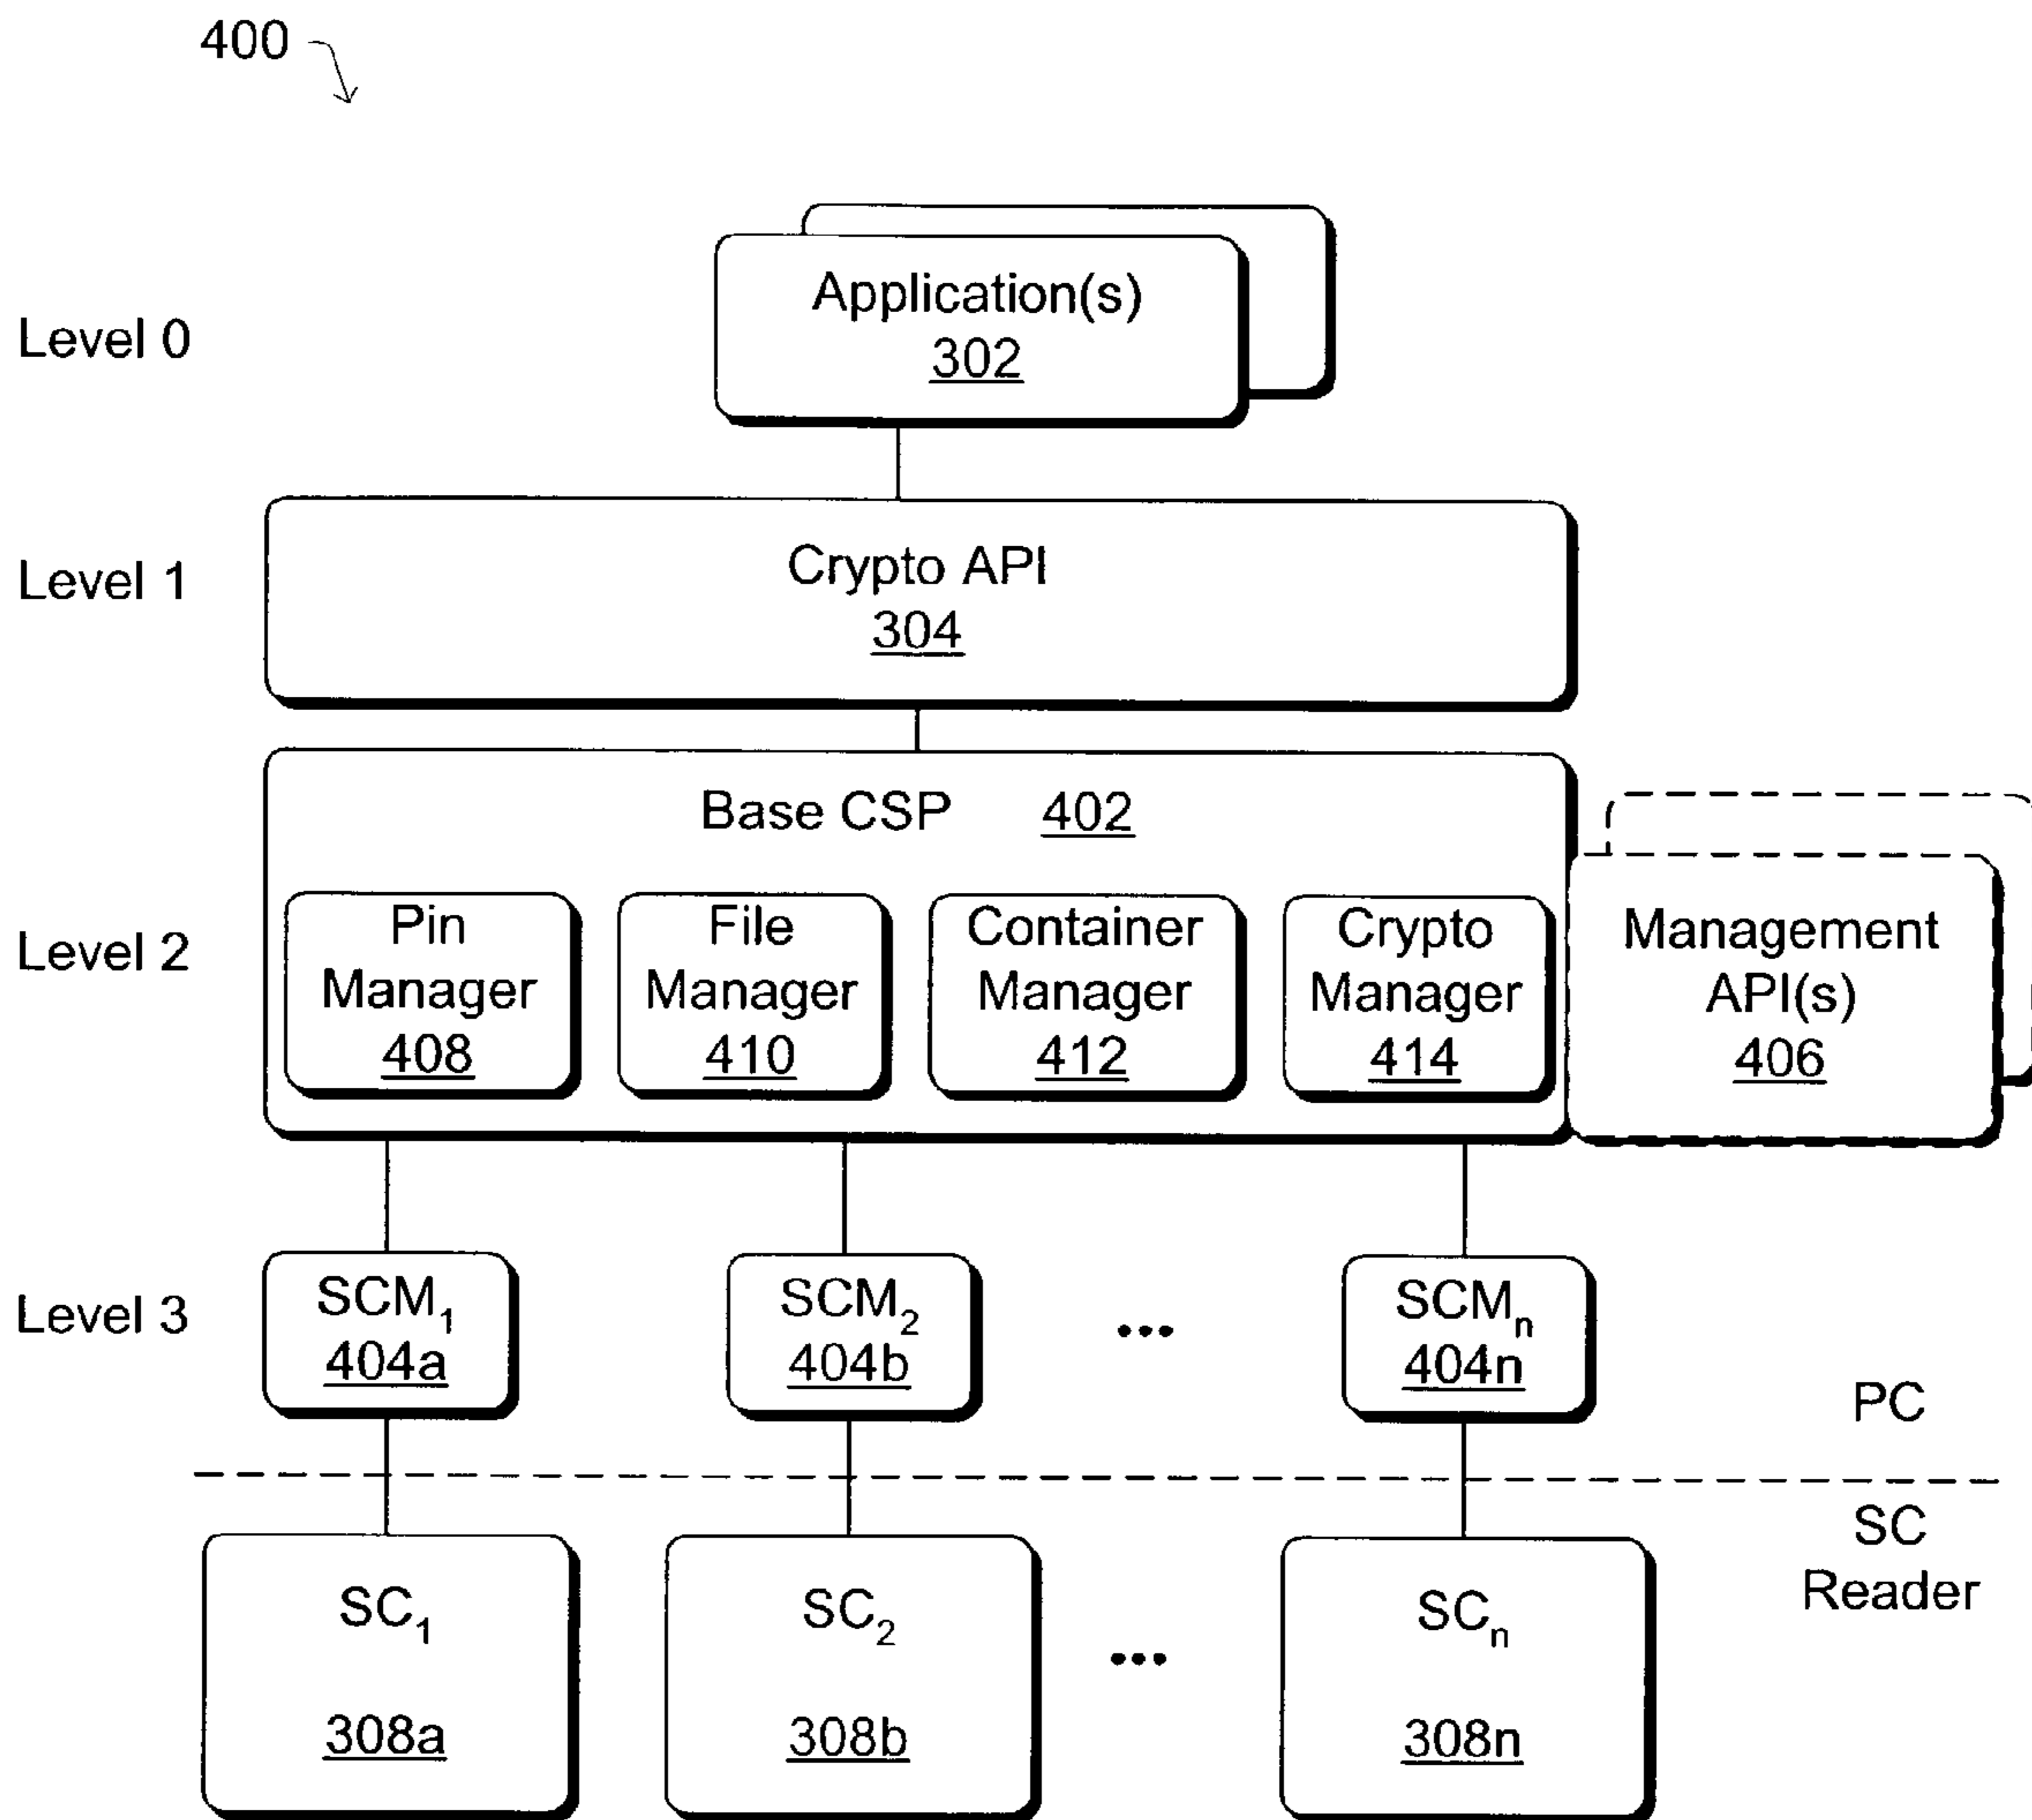 400
Level 0
Application(s)
302
Level 1
Crypto API
304
Base CSP 402
Level 2
Pin
Manager
408
File
Manager
410
Container
Manager
412
Crypto
Manager
414
Management
API(s)
406
Level 3
SCM1
404a
SCM2
404b
...
SCMn
404n
PC
SC
Reader
SC1
308a
SC2
308b
...
SCn
308n